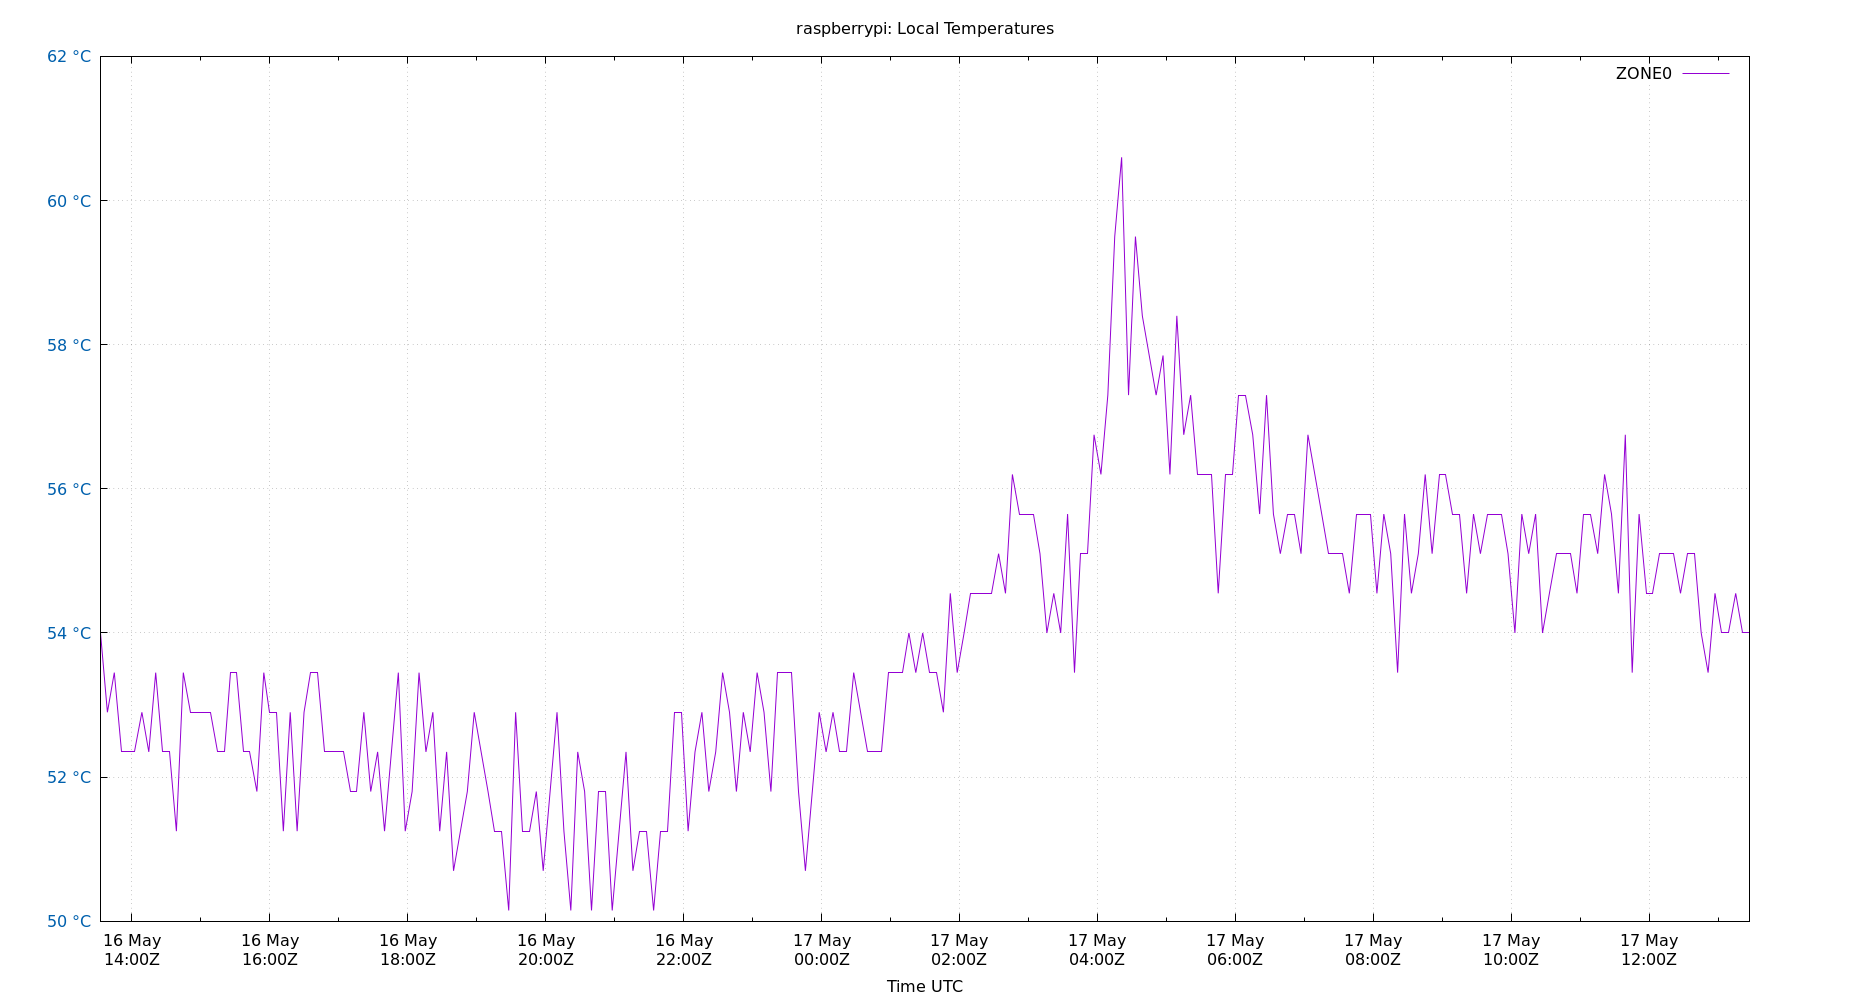 raspberrypi: Local Temperatures
62 °C
ZONE0
60 °C
58 °C
56 °C
54 °C
52 °C
50 °C
16 May 16 May 16 May 16 May 16 May 17 May 17 May 17 May 17 May 17 May 17 May 17 May
14:00Z 16:00Z 18:00Z 20:00Z 22:00Z 00:00Z 02:00Z 04:00Z 06:00Z 08:00Z 10:00Z 12:00Z
Time UTC